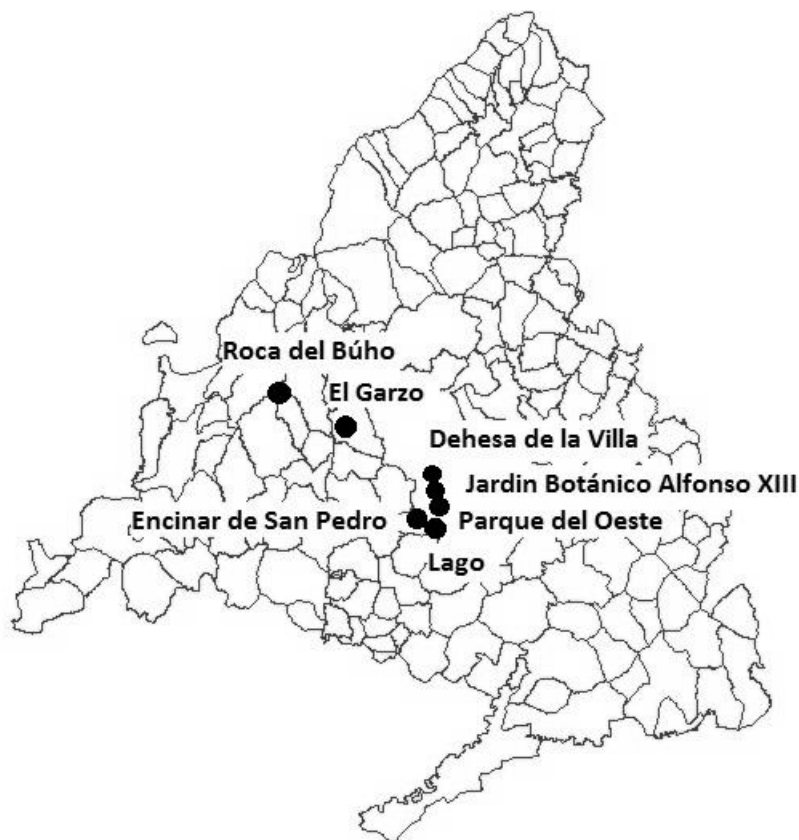 Roca del Búho
El Garzo
Dehesa de la Villa
Jardin Botánico Alfonso XIII
Encinar de San Pedro
Parque del Oeste
Lago